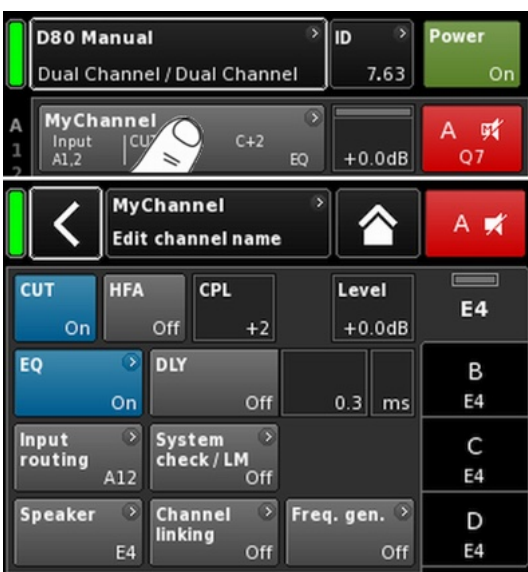 D80 Manual
Dual Channel / Dual Channel
ID
7.63
Power
On
A
1
2
MyChannel
Input
A1,2
C+2
EQ
+0.0dB
A
Q7
MyChannel
Edit channel name
A
CUT
On
HFA
Off
CPL
+2
Level
+0.0dB
E4
EQ
On
DLY
Off
0.3
ms
B
E4
Input
routing
A12
System
check / LM
Off
C
E4
Speaker
E4
Channel
linking
Off
Freq. gen.
Off
D
E4